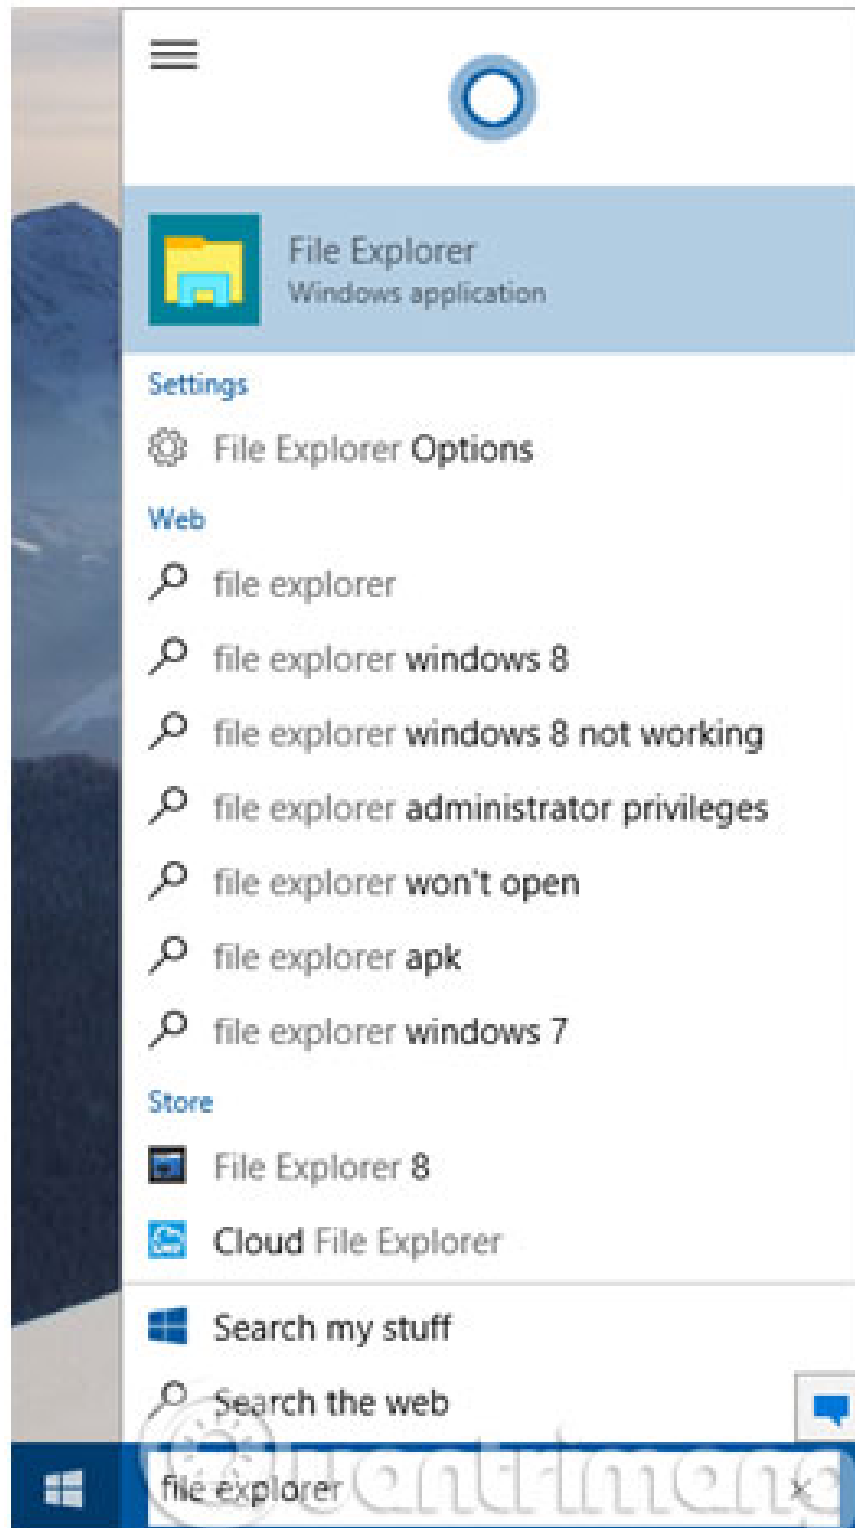 File Explorer
Windows application
Settings
File Explorer Options
Web
file explorer
file explorer windows 8
file explorer windows 8 not working
file explorer administrator privileges
file explorer won't open
file explorer apk
file explorer windows 7
Store
File Explorer 8
Cloud File Explorer
Search my stuff
Search the web
file explorer
Quantrimang